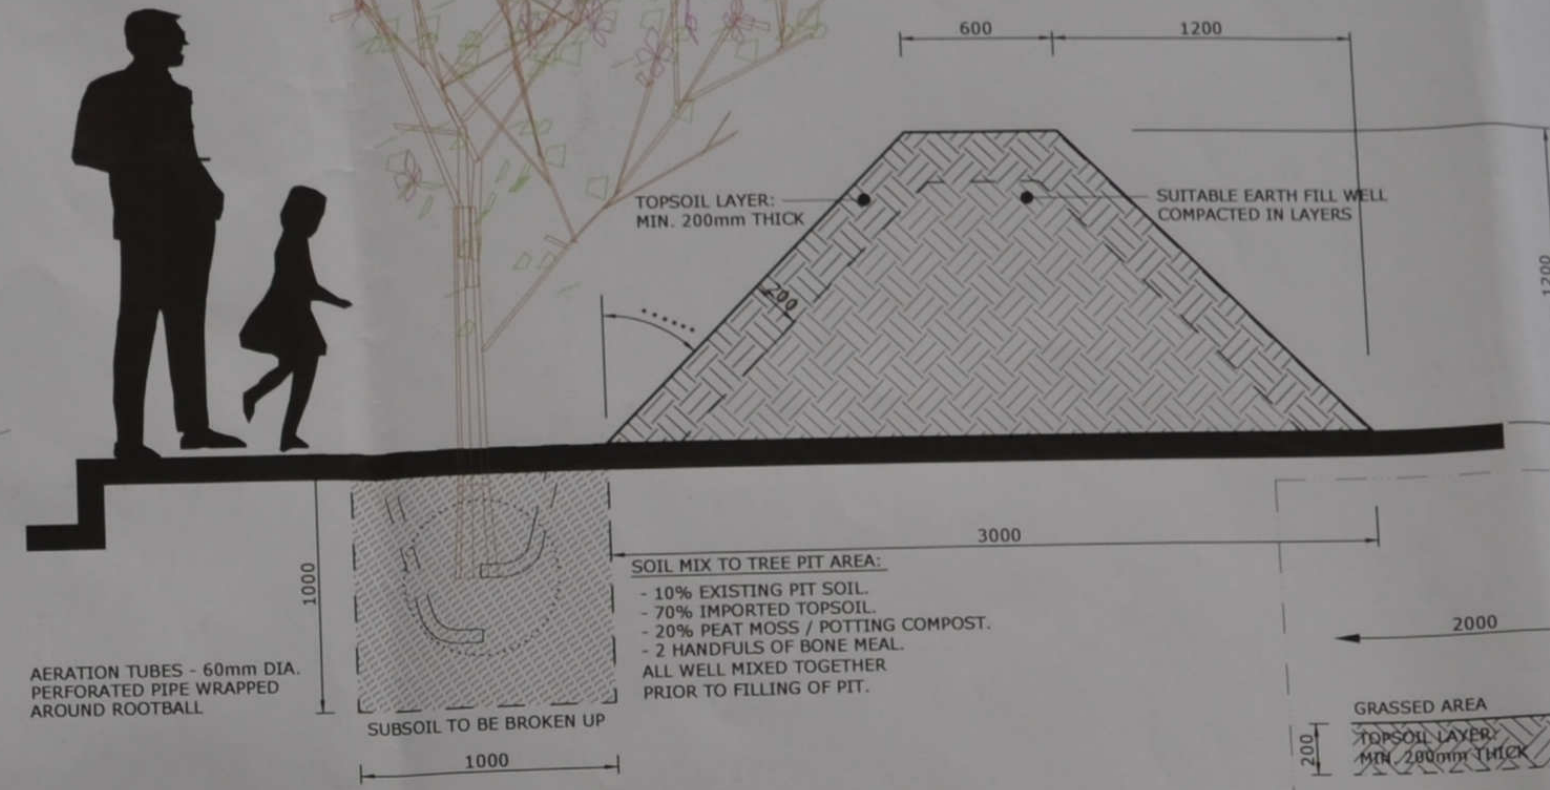 600
1200
TOPSOIL LAYER:
MIN. 200mm THICK
SUITABLE EARTH FILL WELL
COMPACTED IN LAYERS
1200
200
3000
1000
SOIL MIX TO TREE PIT AREA:
- 10% EXISTING PIT SOIL.
- 70% IMPORTED TOPSOIL.
- 20% PEAT MOSS / POTTING COMPOST.
- 2 HANDFULS OF BONE MEAL.
ALL WELL MIXED TOGETHER
PRIOR TO FILLING OF PIT.
2000
AERATION TUBES - 60mm DIA.
PERFORATED PIPE WRAPPED
AROUND ROOTBALL
SUBSOIL TO BE BROKEN UP
1000
GRASSED AREA
200
TOPSOIL LAYER:
MIN. 200mm THICK